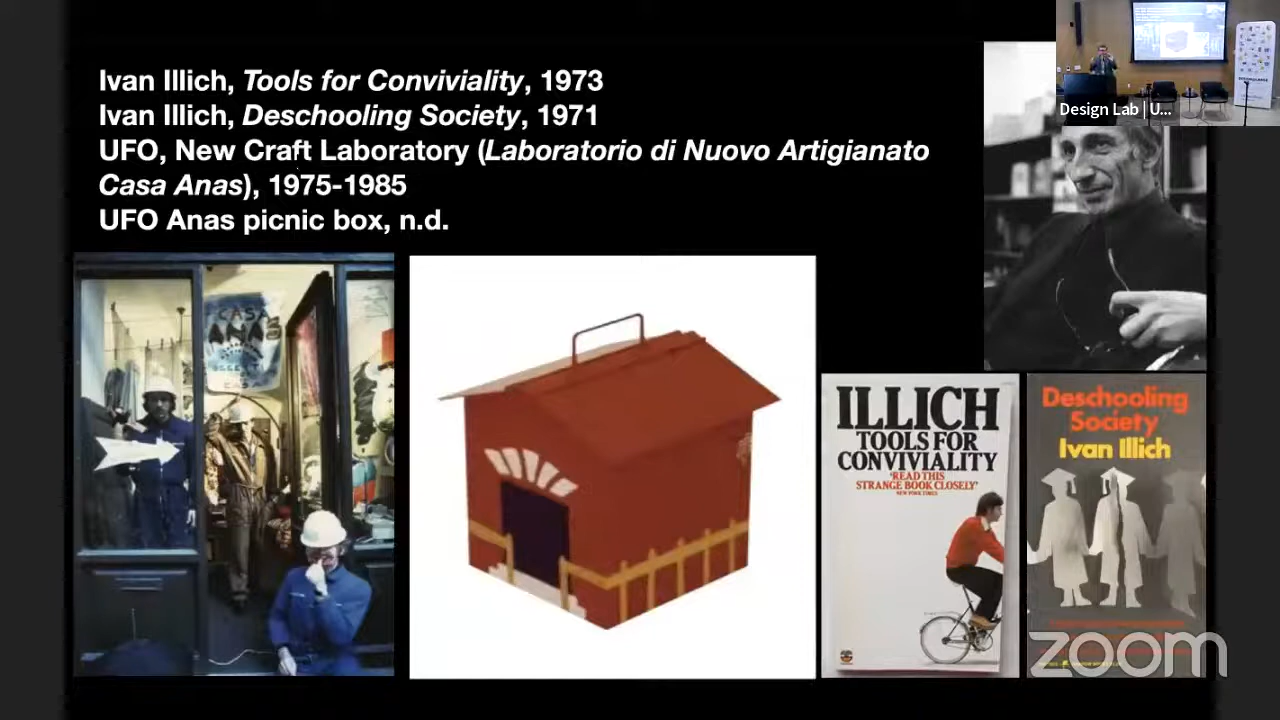 Ivan Illich, Tools for Conviviality, 1973
Ivan Illich, Deschooling Society, 1971
UFO, New Craft Laboratory (Laboratorio di Nuovo Artigianato
Casa Anas), 1975-1985
UFO Anas picnic box, n.d.
Design Lab | U...
CASA
ANAS
CASA
ILLICH
TOOLS FOR
CONVIVIALITY
'READ THIS
STRANGE BOOK CLOSELY'
NEW YORK TIMES
Deschooling
Society
Ivan Illich
zoom